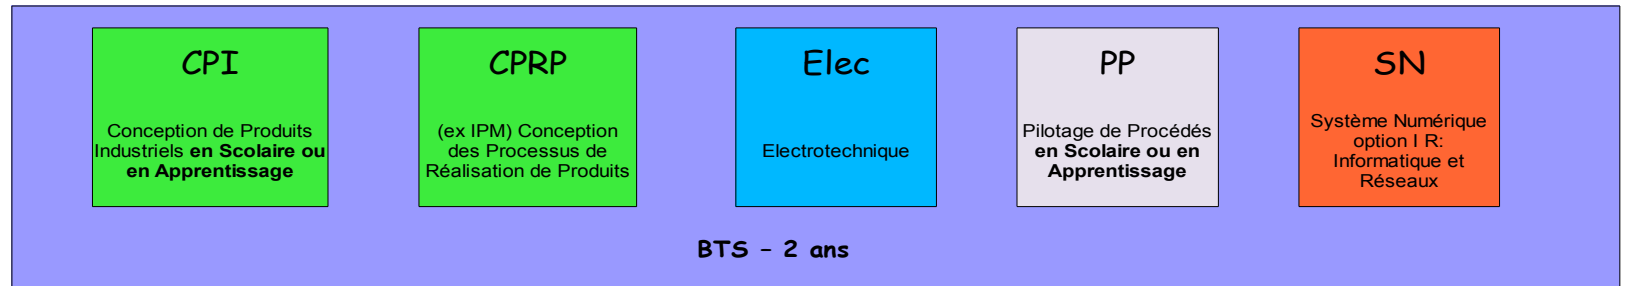 CPI
Conception de Produits
Industriels en Scolaire ou
en Apprentissage
CPRP
(ex IPM) Conception
des Processus de
Réalisation de Produits
Elec
Electrotechnique
PP
Pilotage de Procédés
en Scolaire ou en
Apprentissage
SN
Système Numérique
option I R:
Informatique et
Réseaux
BTS – 2 ans